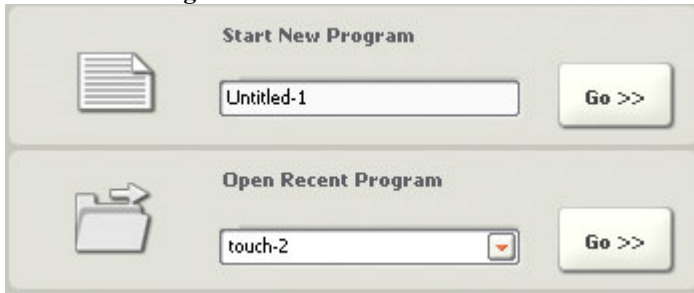 Start New Program
Untitled-1
Go >>
Open Recent Program
touch-2
Go >>